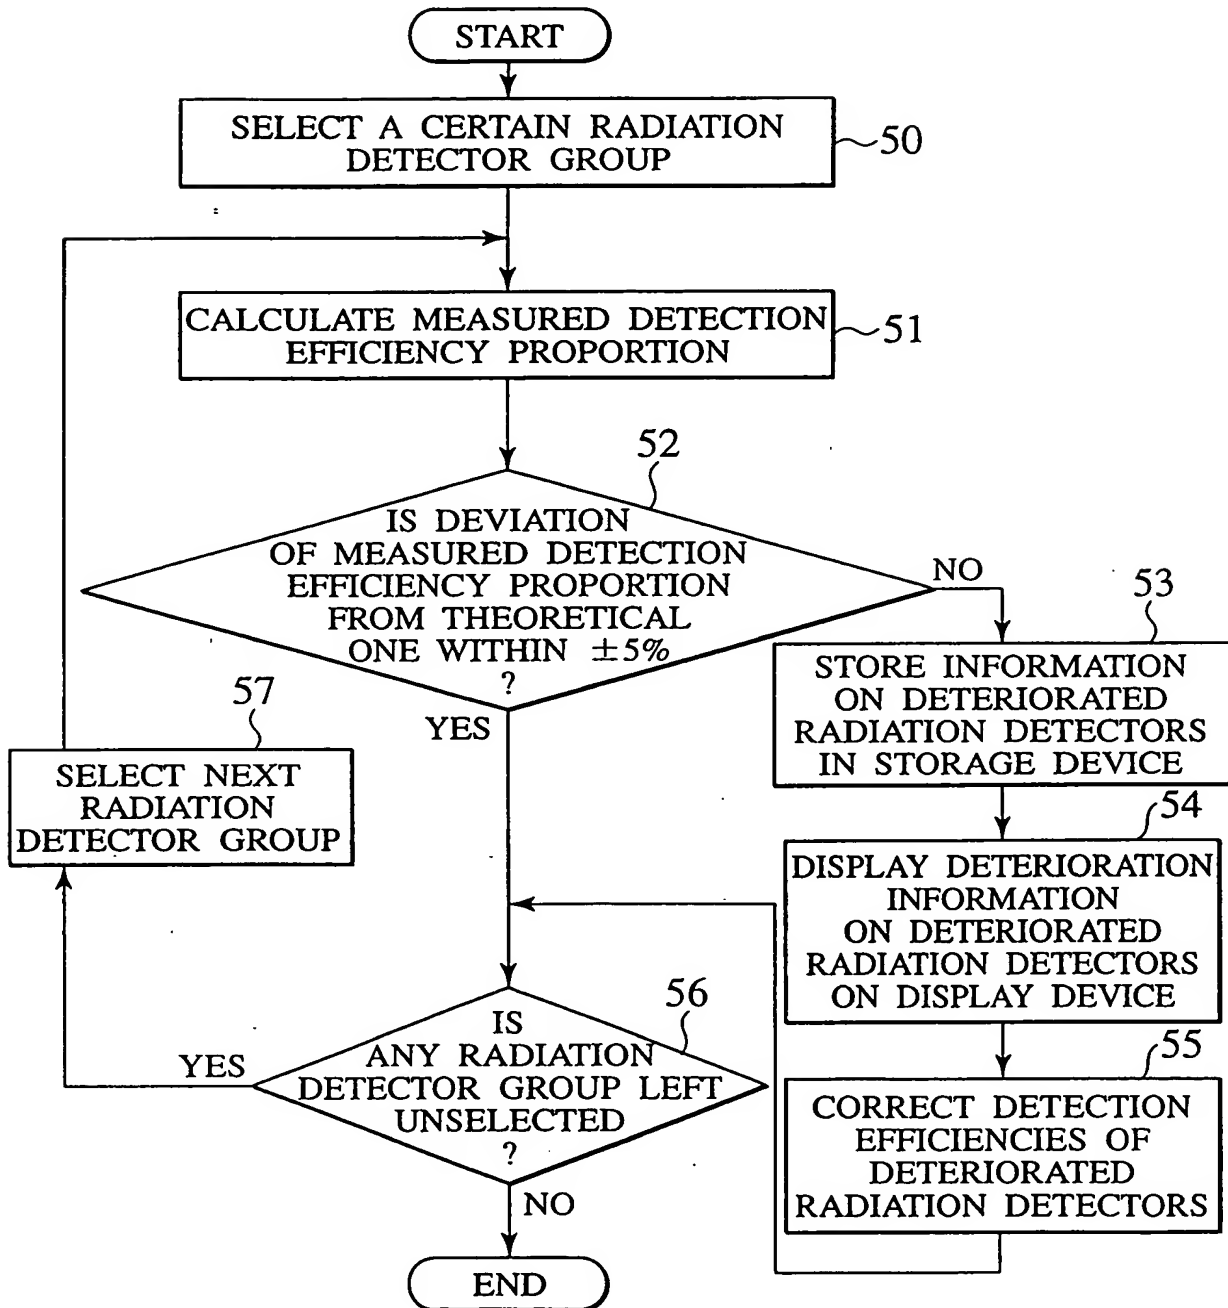 START
SELECT A CERTAIN RADIATION
DETECTOR GROUP
50
CALCULATE MEASURED DETECTION
EFFICIENCY PROPORTION
51
52
IS DEVIATION
OF MEASURED DETECTION
EFFICIENCY PROPORTION
FROM THEORETICAL
ONE WITHIN ±5%
?
NO
YES
53
STORE INFORMATION
ON DETERIORATED
RADIATION DETECTORS
IN STORAGE DEVICE
54
DISPLAY DETERIORATION
INFORMATION
ON DETERIORATED
RADIATION DETECTORS
ON DISPLAY DEVICE
55
CORRECT DETECTION
EFFICIENCIES OF
DETERIORATED
RADIATION DETECTORS
56
IS
ANY RADIATION
DETECTOR GROUP LEFT
UNSELECTED
?
YES
NO
57
SELECT NEXT
RADIATION
DETECTOR GROUP
END